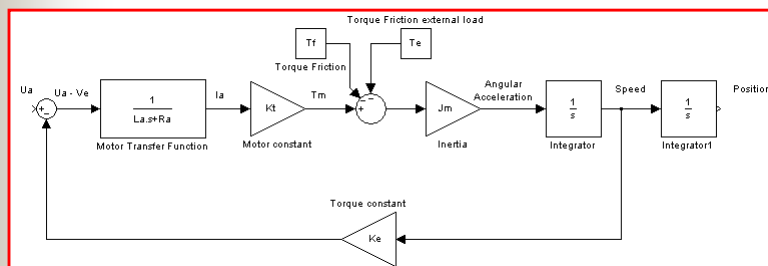 Torque Friction external load
Tf
Te
Torque Friction
Ua
Ua - Ve
1
La.s+Ra
Ia
Kt
Tm
Jm
Angular
Acceleration
1
s
Speed
1
s
Position
Motor Transfer Function
Motor constant
Inertia
Integrator
Integrator1
Torque constant
Ke